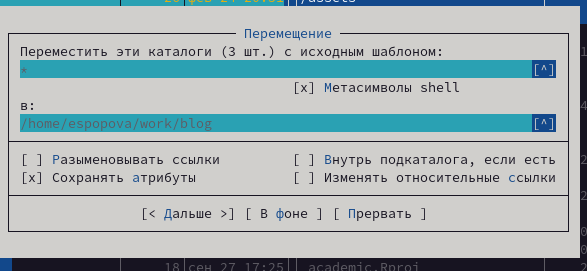 /assets
Перемещение
Переместить эти каталоги (3 шт.) с исходным шаблоном:
* [^]
[x] Метасимволы shell
в:
/home/espopova/work/blog [^]
[ ] Разыменовывать ссылки [ ] Внутрь подкаталога, если есть
[x] Сохранять атрибуты [ ] Изменять относительные ссылки
[< Дальше >] [ В фоне ] [ Прервать ]
18 сен 27 17:25 academic.Rproj